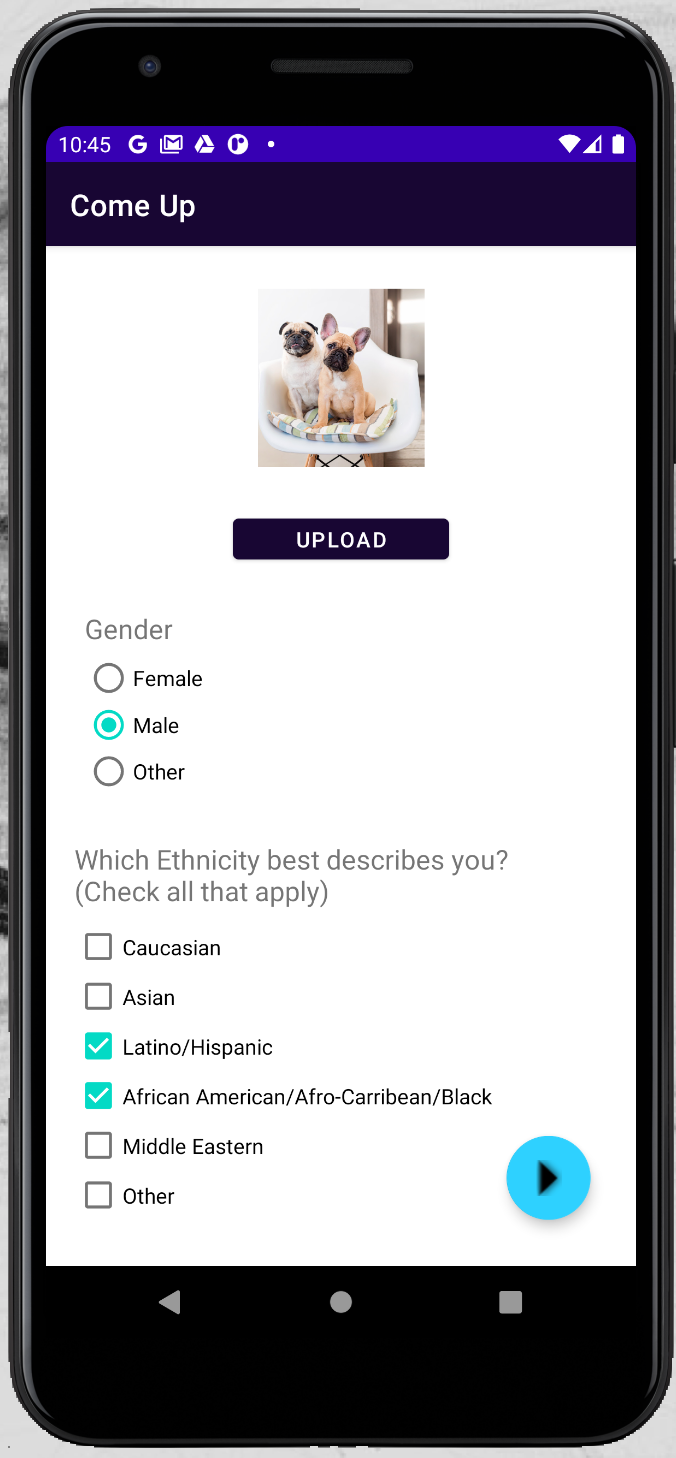 10:45
Come Up
UPLOAD
Gender
Female
Male
Other
Which Ethnicity best describes you?
(Check all that apply)
Caucasian
Asian
Latino/Hispanic
African American/Afro-Carribean/Black
Middle Eastern
Other